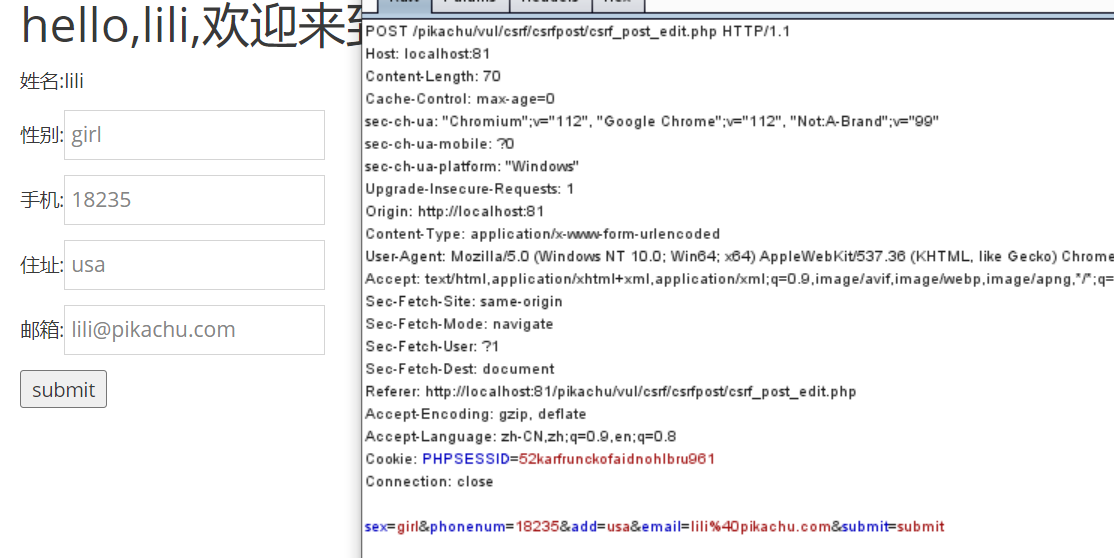 hello,lili,欢迎来
姓名:lili
性别:girl
手机:18235
住址:usa
邮箱:lili@pikachu.com
submit
POST /pikachu/vul/csrf/csrfpost/csrf_post_edit.php HTTP/1.1
Host: localhost:81
Content-Length: 70
Cache-Control: max-age=0
sec-ch-ua: "Chromium";v="112", "Google Chrome";v="112", "Not:A-Brand";v="99"
sec-ch-ua-mobile: ?0
sec-ch-ua-platform: "Windows"
Upgrade-Insecure-Requests: 1
Origin: http://localhost:81
Content-Type: application/x-www-form-urlencoded
User-Agent: Mozilla/5.0 (Windows NT 10.0; Win64; x64) AppleWebKit/537.36 (KHTML, like Gecko) Chrome
Accept: text/html,application/xhtml+xml,application/xml;q=0.9,image/avif,image/webp,image/apng,*/*;q=
Sec-Fetch-Site: same-origin
Sec-Fetch-Mode: navigate
Sec-Fetch-User: ?1
Sec-Fetch-Dest: document
Referer: http://localhost:81/pikachu/vul/csrf/csrfpost/csrf_post_edit.php
Accept-Encoding: gzip, deflate
Accept-Language: zh-CN,zh;q=0.9,en;q=0.8
Cookie: PHPSESSID=52karfrunckofaidnohlbru961
Connection: close
sex=girl&phonenum=18235&add=usa&email=lili%40pikachu.com&submit=submit